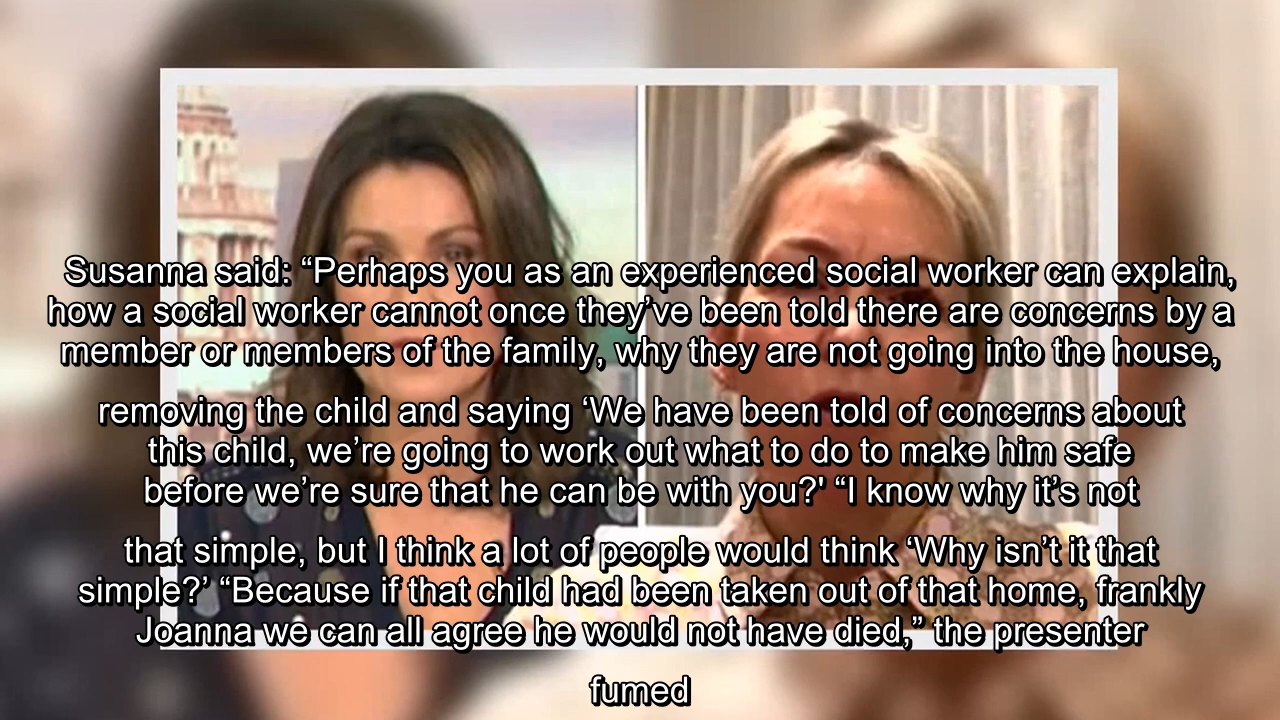 Susanna said: “Perhaps you as an experienced social worker can explain,
how a social worker cannot once they’ve been told there are concerns by a
member or members of the family, why they are not going into the house,
removing the child and saying ‘We have been told of concerns about
this child, we’re going to work out what to do to make him safe
before we’re sure that he can be with you?' “I know why it’s not
that simple, but I think a lot of people would think ‘Why isn’t it that
simple?’ “Because if that child had been taken out of that home, frankly
Joanna we can all agree he would not have died,” the presenter
fumed